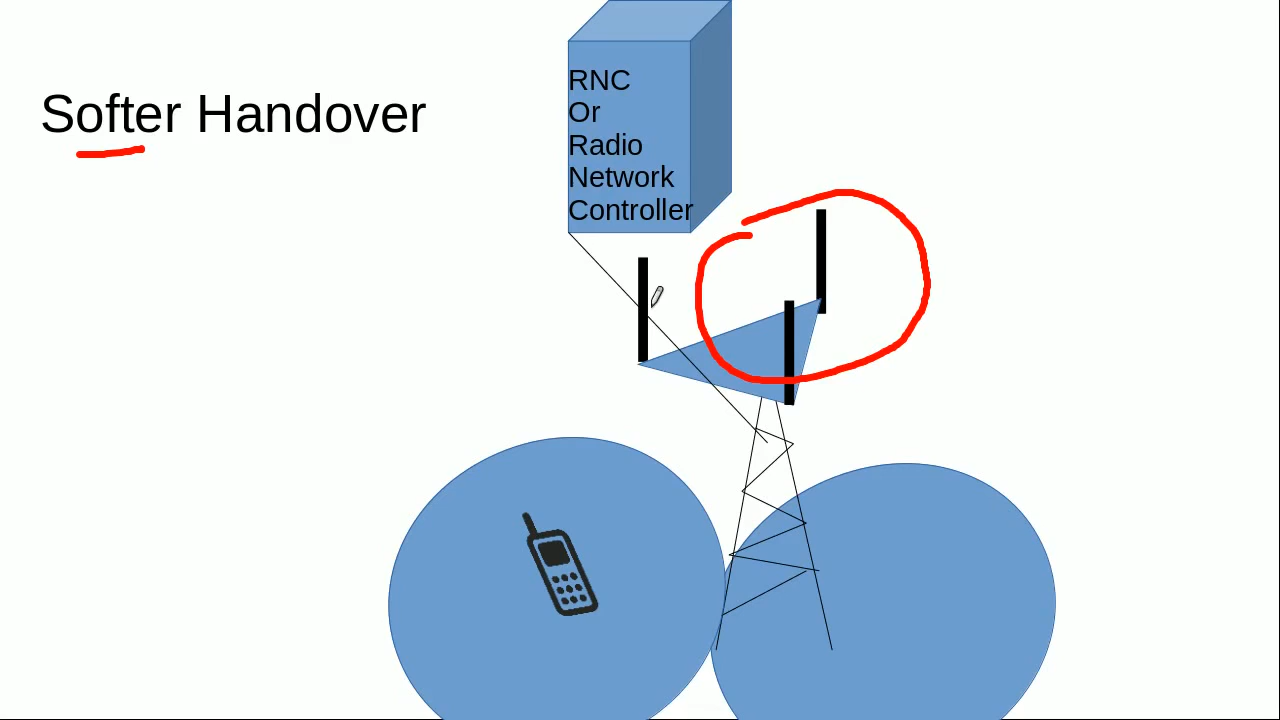 Softer Handover
RNC
Or
Radio
Network
Controller